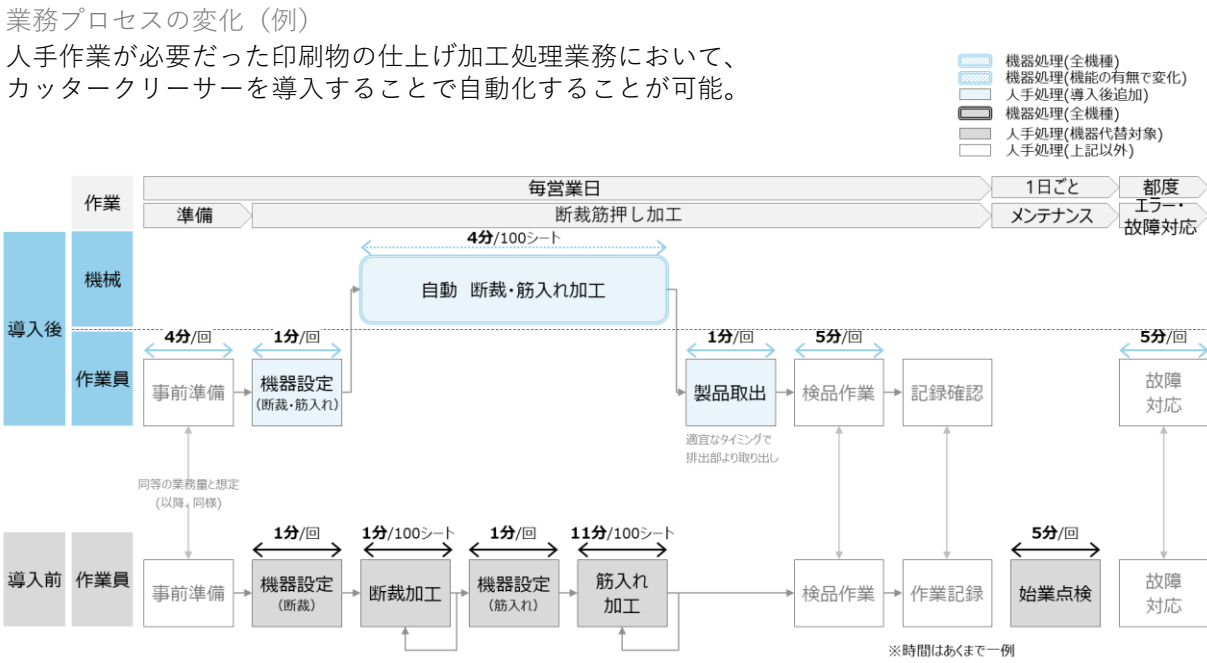 業務プロセスの変化（例）
人手作業が必要だった印刷物の仕上げ加工処理業務において、
カッタークリーサーを導入することで自動化することが可能。
機器処理(全機種)
機器処理(機能の有無で変化)
人手処理(導入後追加)
機器処理(全機種)
人手処理(機器代替対象)
人手処理(上記以外)
作業
毎営業日
1日ごと
都度
準備
断裁筋押し加工
メンテナンス
エラー・
故障対応
導入後
機械
4分/100シート
自動 断裁・筋入れ加工
作業員
4分/回
1分/回
1分/回
5分/回
5分/回
事前準備
機器設定
(断裁・筋入れ)
製品取出
検品作業
記録確認
故障
対応
適宜なタイミングで
排出部より取り出し
同等の業務量と想定
(以降、同様)
1分/回
1分/100シート
1分/回
11分/100シート
5分/回
導入前
作業員
事前準備
機器設定
(断裁)
断裁加工
機器設定
(筋入れ)
筋入れ
加工
検品作業
作業記録
始業点検
故障
対応
※時間はあくまで一例